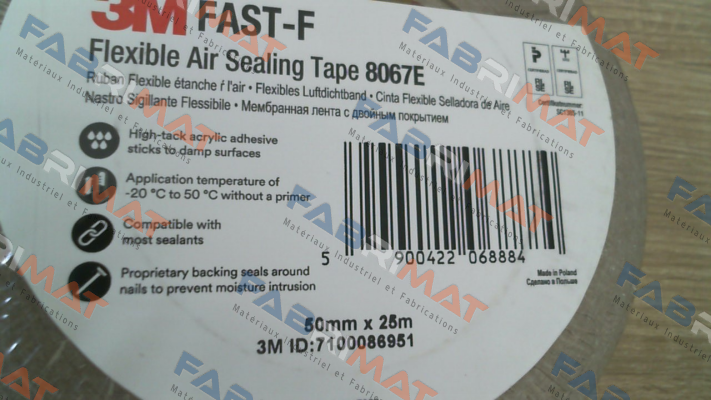 3M FAST-F
Flexible Air Sealing Tape 8067E
Ruban Flexible étanche ŕ l'air • Flexibles Luftdichtband • Cinta Flexible Selladora de Aire
Nastro Sigillante Flessibile • Мембранная лента с двойным покрытием
High-tack acrylic adhesive
sticks to damp surfaces
Application temperature of
-20 °C to 50 °C without a primer
Compatible with
most sealants
Proprietary backing seals around
nails to prevent moisture intrusion
5 900422 068884
Made in Poland
Сделано в Польша
50mm x 25m
3M ID:7100086951
FABRIMAT
Materiaux Industriel et Fabrications